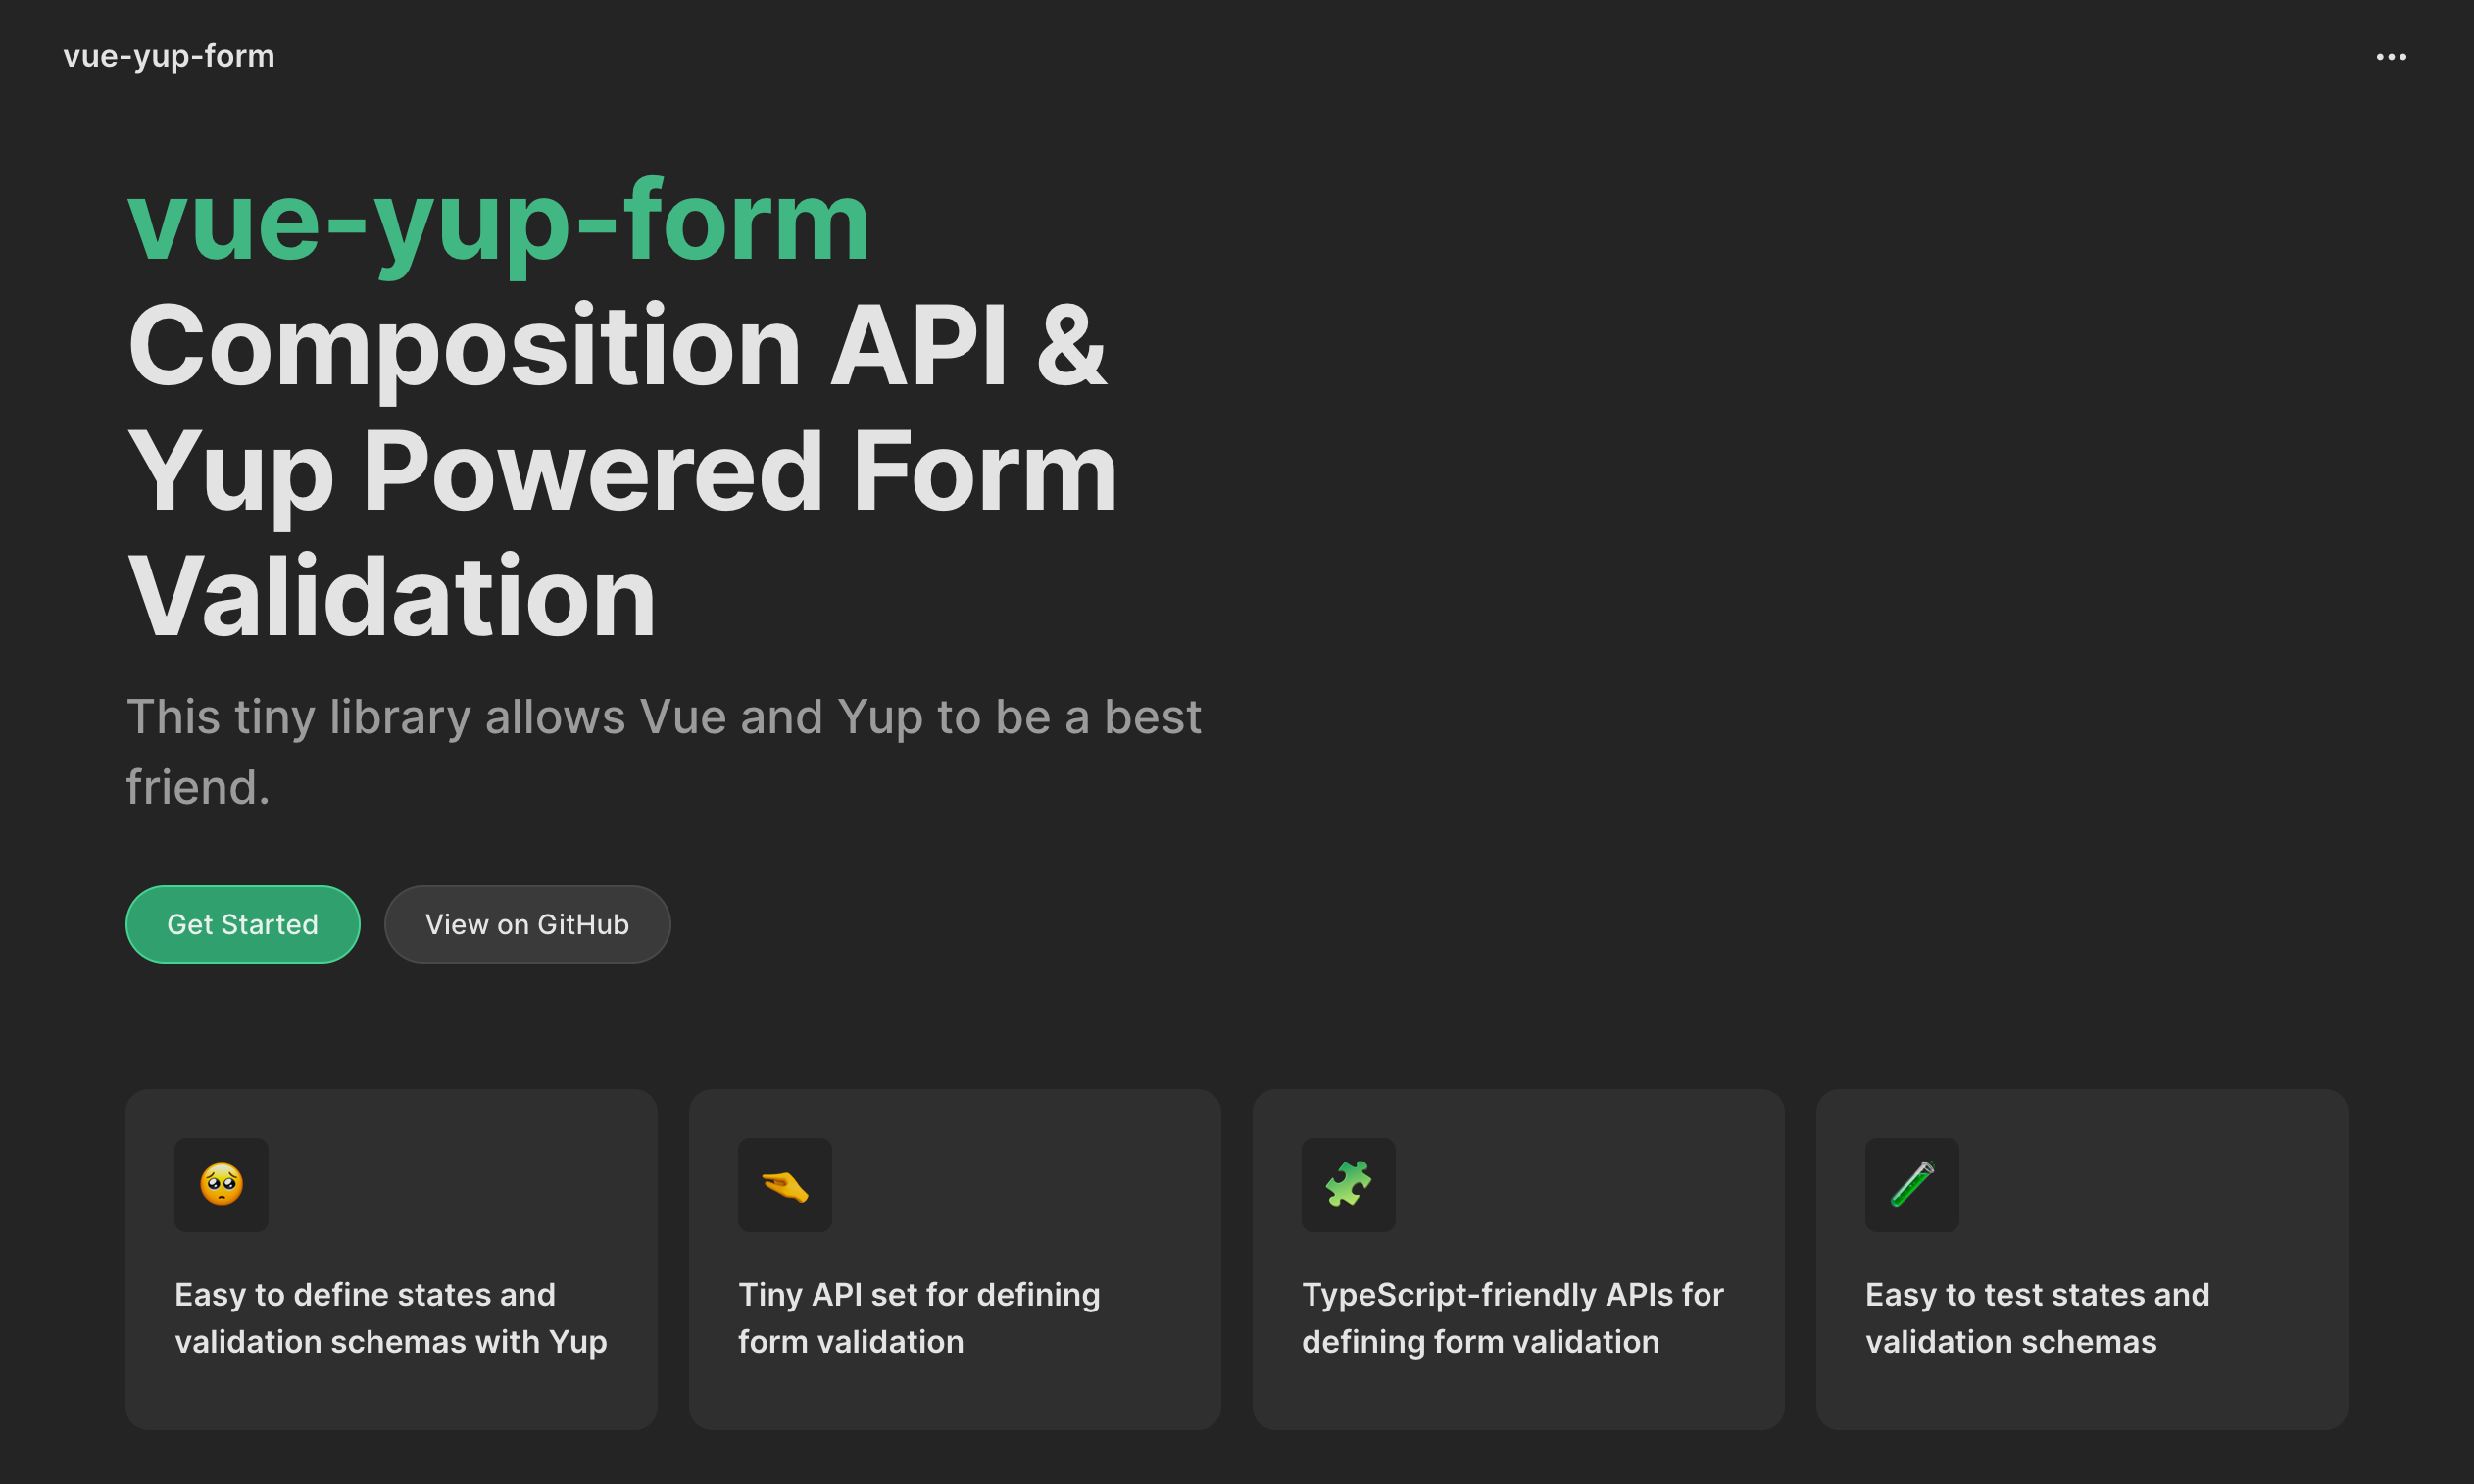 vue-yup-form
vue-yup-form
Composition API &
Yup Powered Form
Validation
This tiny library allows Vue and Yup to be a best
friend.
Get Started
View on GitHub
Easy to define states and
validation schemas with Yup
Tiny API set for defining
form validation
TypeScript-friendly APIs for
defining form validation
Easy to test states and
validation schemas